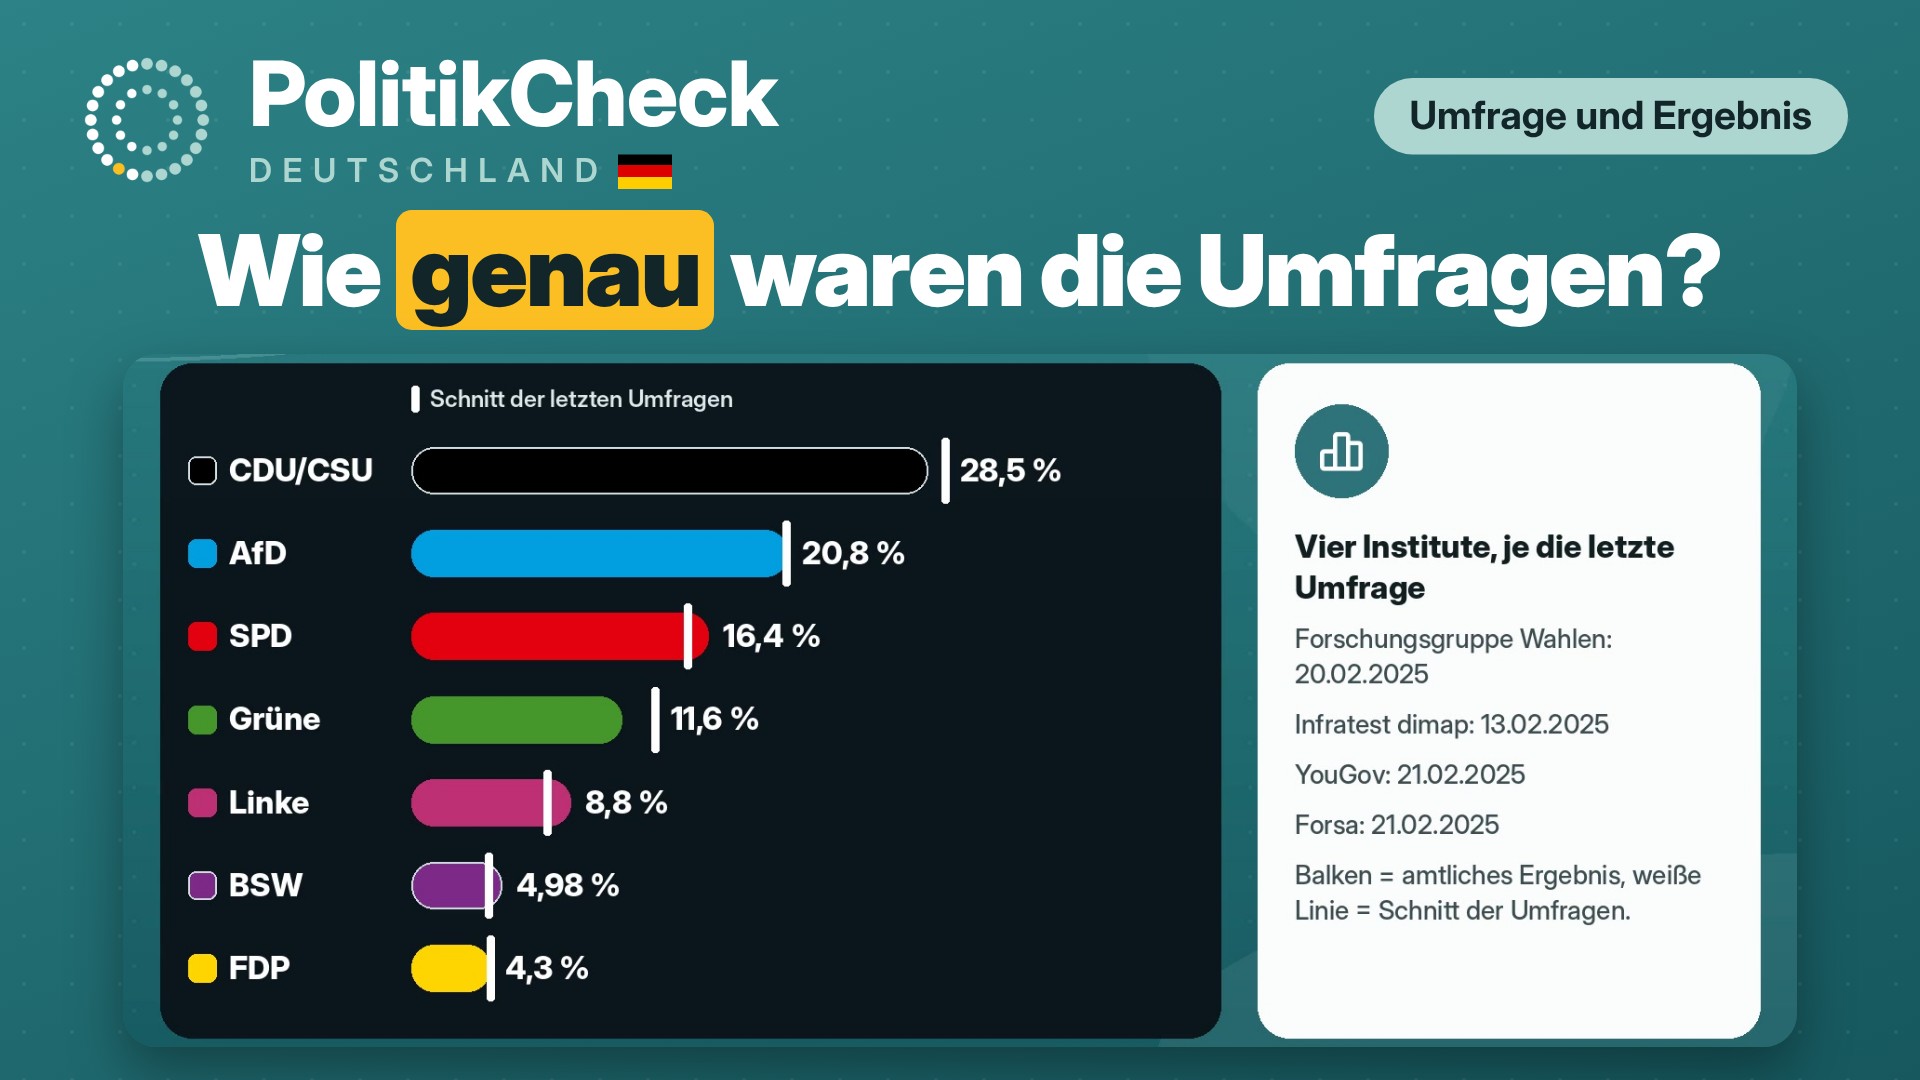 PolitikCheck
DEUTSCHLAND
Umfrage und Ergebnis
Wie genau waren die Umfragen?
Schnitt der letzten Umfragen
CDU/CSU 28,5 %
AfD 20,8 %
SPD 16,4 %
Grüne 11,6 %
Linke 8,8 %
BSW 4,98 %
FDP 4,3 %
Vier Institute, je die letzte
Umfrage
Forschungsgruppe Wahlen:
20.02.2025
Infratest dimap: 13.02.2025
YouGov: 21.02.2025
Forsa: 21.02.2025
Balken = amtliches Ergebnis, weiße
Linie = Schnitt der Umfragen.